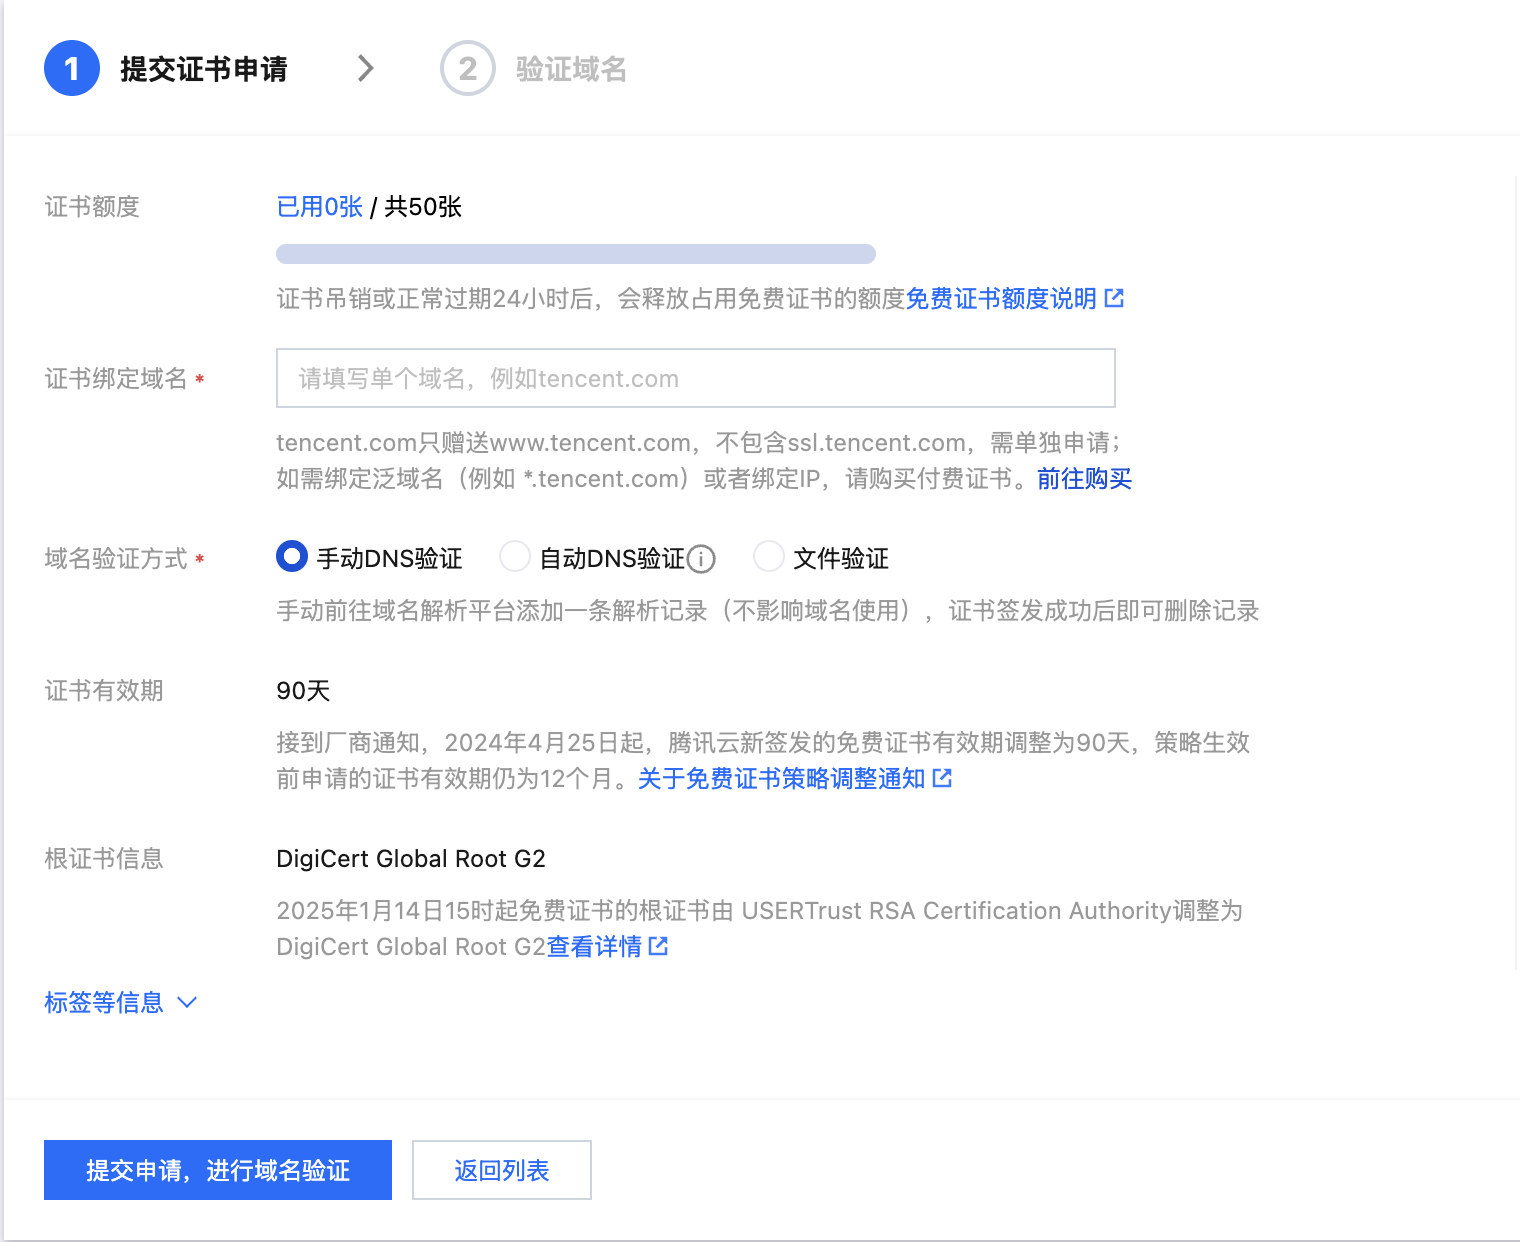 1 提交证书申请 2 验证域名
证书额度 已用0张 / 共50张
证书吊销或正常过期24小时后，会释放占用免费证书的额度免费证书额度说明
证书绑定域名 * 请填写单个域名，例如tencent.com
tencent.com只赠送www.tencent.com，不包含ssl.tencent.com，需单独申请；
如需绑定泛域名（例如 *.tencent.com）或者绑定IP，请购买付费证书。前往购买
域名验证方式 * 手动DNS验证 自动DNS验证 文件验证
手动前往域名解析平台添加一条解析记录（不影响域名使用），证书签发成功后即可删除记录
证书有效期 90天
接到厂商通知，2024年4月25日起，腾讯云新签发的免费证书有效期调整为90天，策略生效
前申请的证书有效期仍为12个月。关于免费证书策略调整通知
根证书信息 DigiCert Global Root G2
2025年1月14日15时起免费证书的根证书由 USERTrust RSA Certification Authority调整为
DigiCert Global Root G2查看详情
标签等信息
提交申请，进行域名验证 返回列表